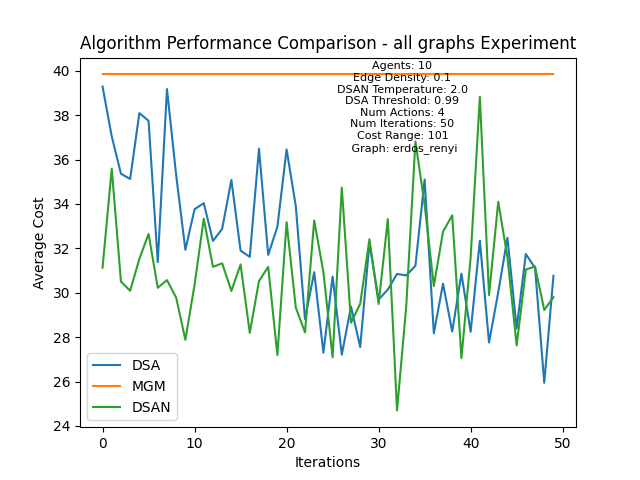 Algorithm Performance Comparison - all graphs Experiment
Agents: 10
Edge Density: 0.1
DSAN Temperature: 2.0
DSA Threshold: 0.99
Num Actions: 4
Num Iterations: 50
Cost Range: 101
Graph: erdos_renyi
Average Cost
40
38
36
34
32
30
28
26
24
DSA
MGM
DSAN
0
10
20
30
40
50
Iterations